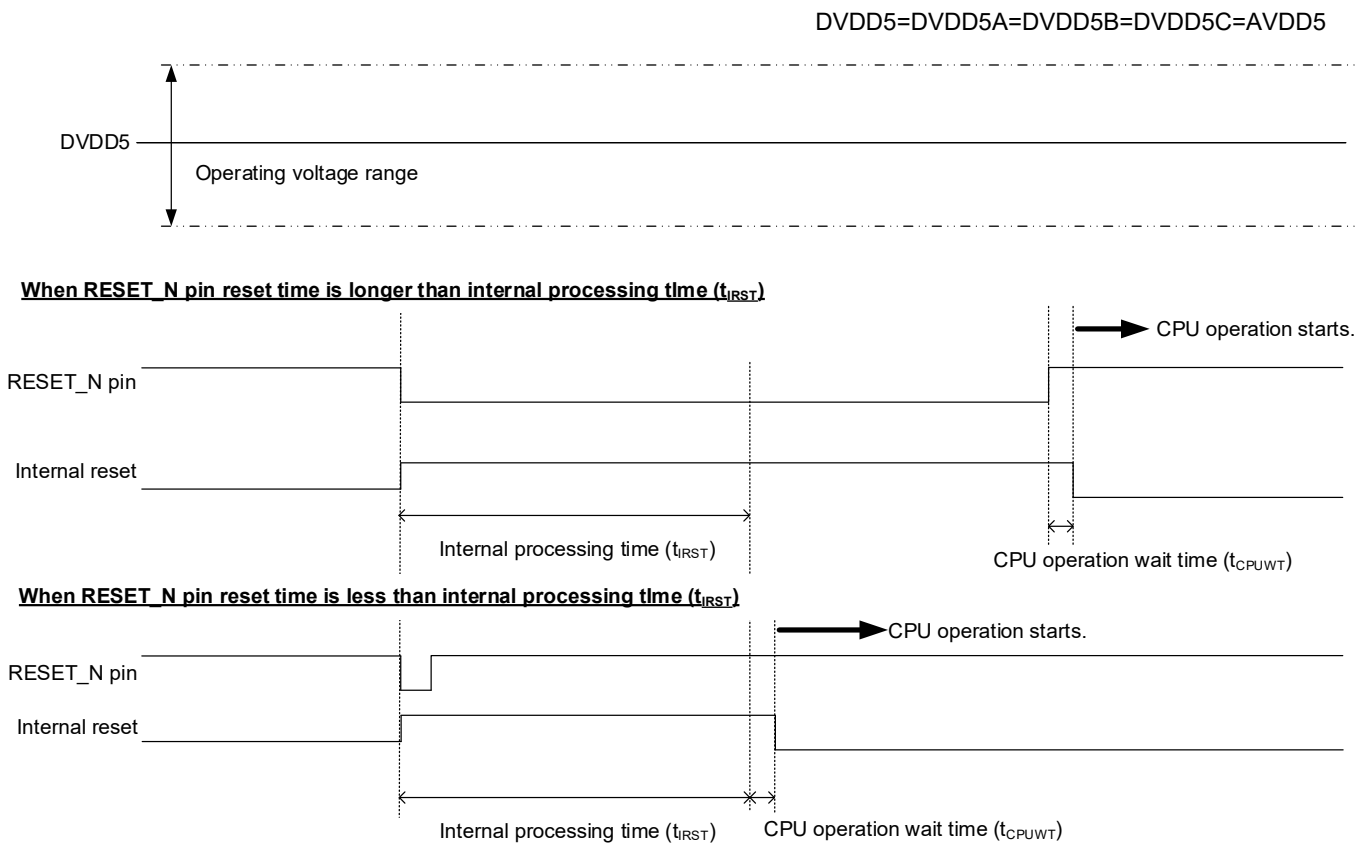 DVDD5=DVDD5A=DVDD5B=DVDD5C=AVDD5
DVDD5
Operating voltage range
When RESET_N pin reset time is longer than internal processing tIme (tIRST)
CPU operation starts.
RESET_N pin
Internal reset
Internal processing time (tIRST)
CPU operation wait time (tCPUWT)
When RESET_N pin reset time is less than internal processing tIme (tIRST)
CPU operation starts.
RESET_N pin
Internal reset
Internal processing time (tIRST)
CPU operation wait time (tCPUWT)